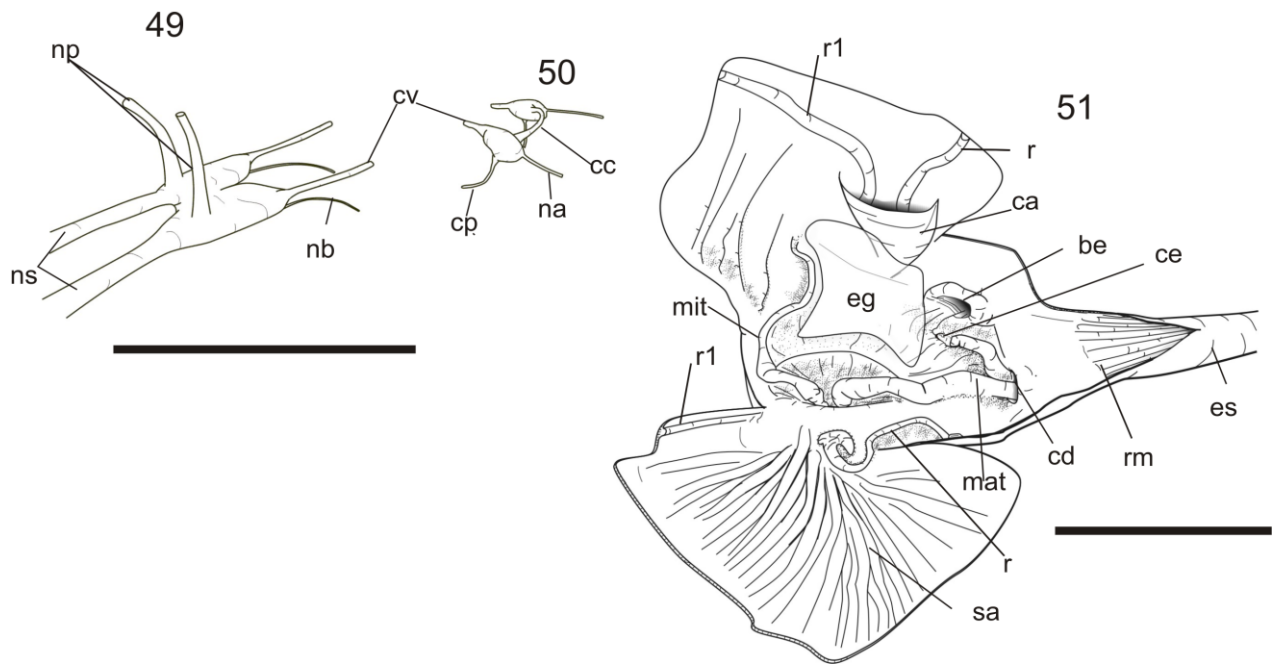 49
np
cv
ns
nb
50
cc
na
cp
51
r1
r
ca
be
ce
eg
mit
r1
es
rm
cd
mat
r
sa